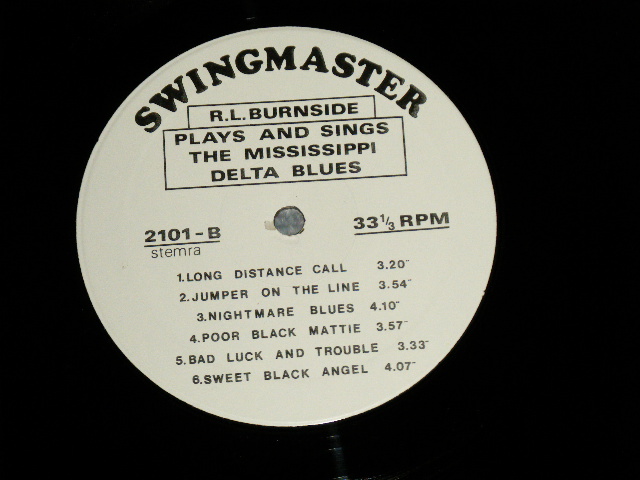 SWINGMASTER
R.L. BURNSIDE
PLAYS AND SINGS
THE MISSISSIPPI
DELTA BLUES
2101-B
stemra
33 1/3 RPM
1. LONG DISTANCE CALL 3.20"
2. JUMPER ON THE LINE 3.54"
3. NIGHTMARE BLUES 4.10"
4. POOR BLACK MATTIE 3.57"
5. BAD LUCK AND TROUBLE 3.33"
6. SWEET BLACK ANGEL 4.07"